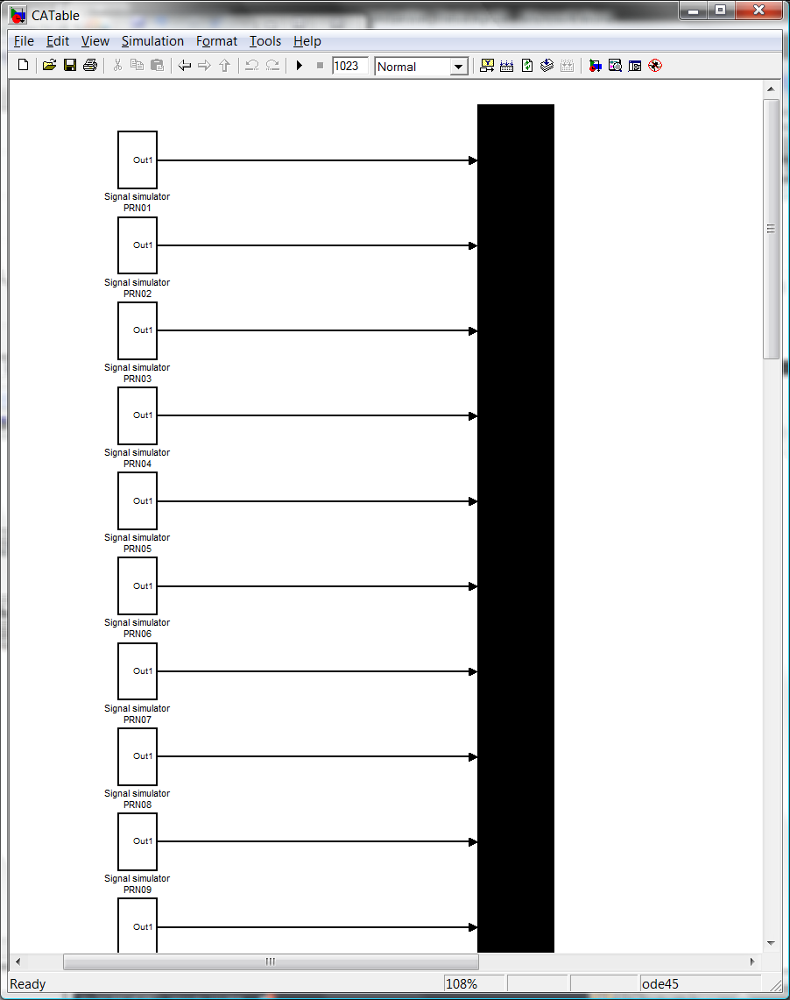 CATable
File Edit View Simulation Format Tools Help
1023 Normal
Out1
Signal simulator
PRN01
Out1
Signal simulator
PRN02
Out1
Signal simulator
PRN03
Out1
Signal simulator
PRN04
Out1
Signal simulator
PRN05
Out1
Signal simulator
PRN06
Out1
Signal simulator
PRN07
Out1
Signal simulator
PRN08
Out1
Signal simulator
PRN09
Out1
Ready 108% ode45